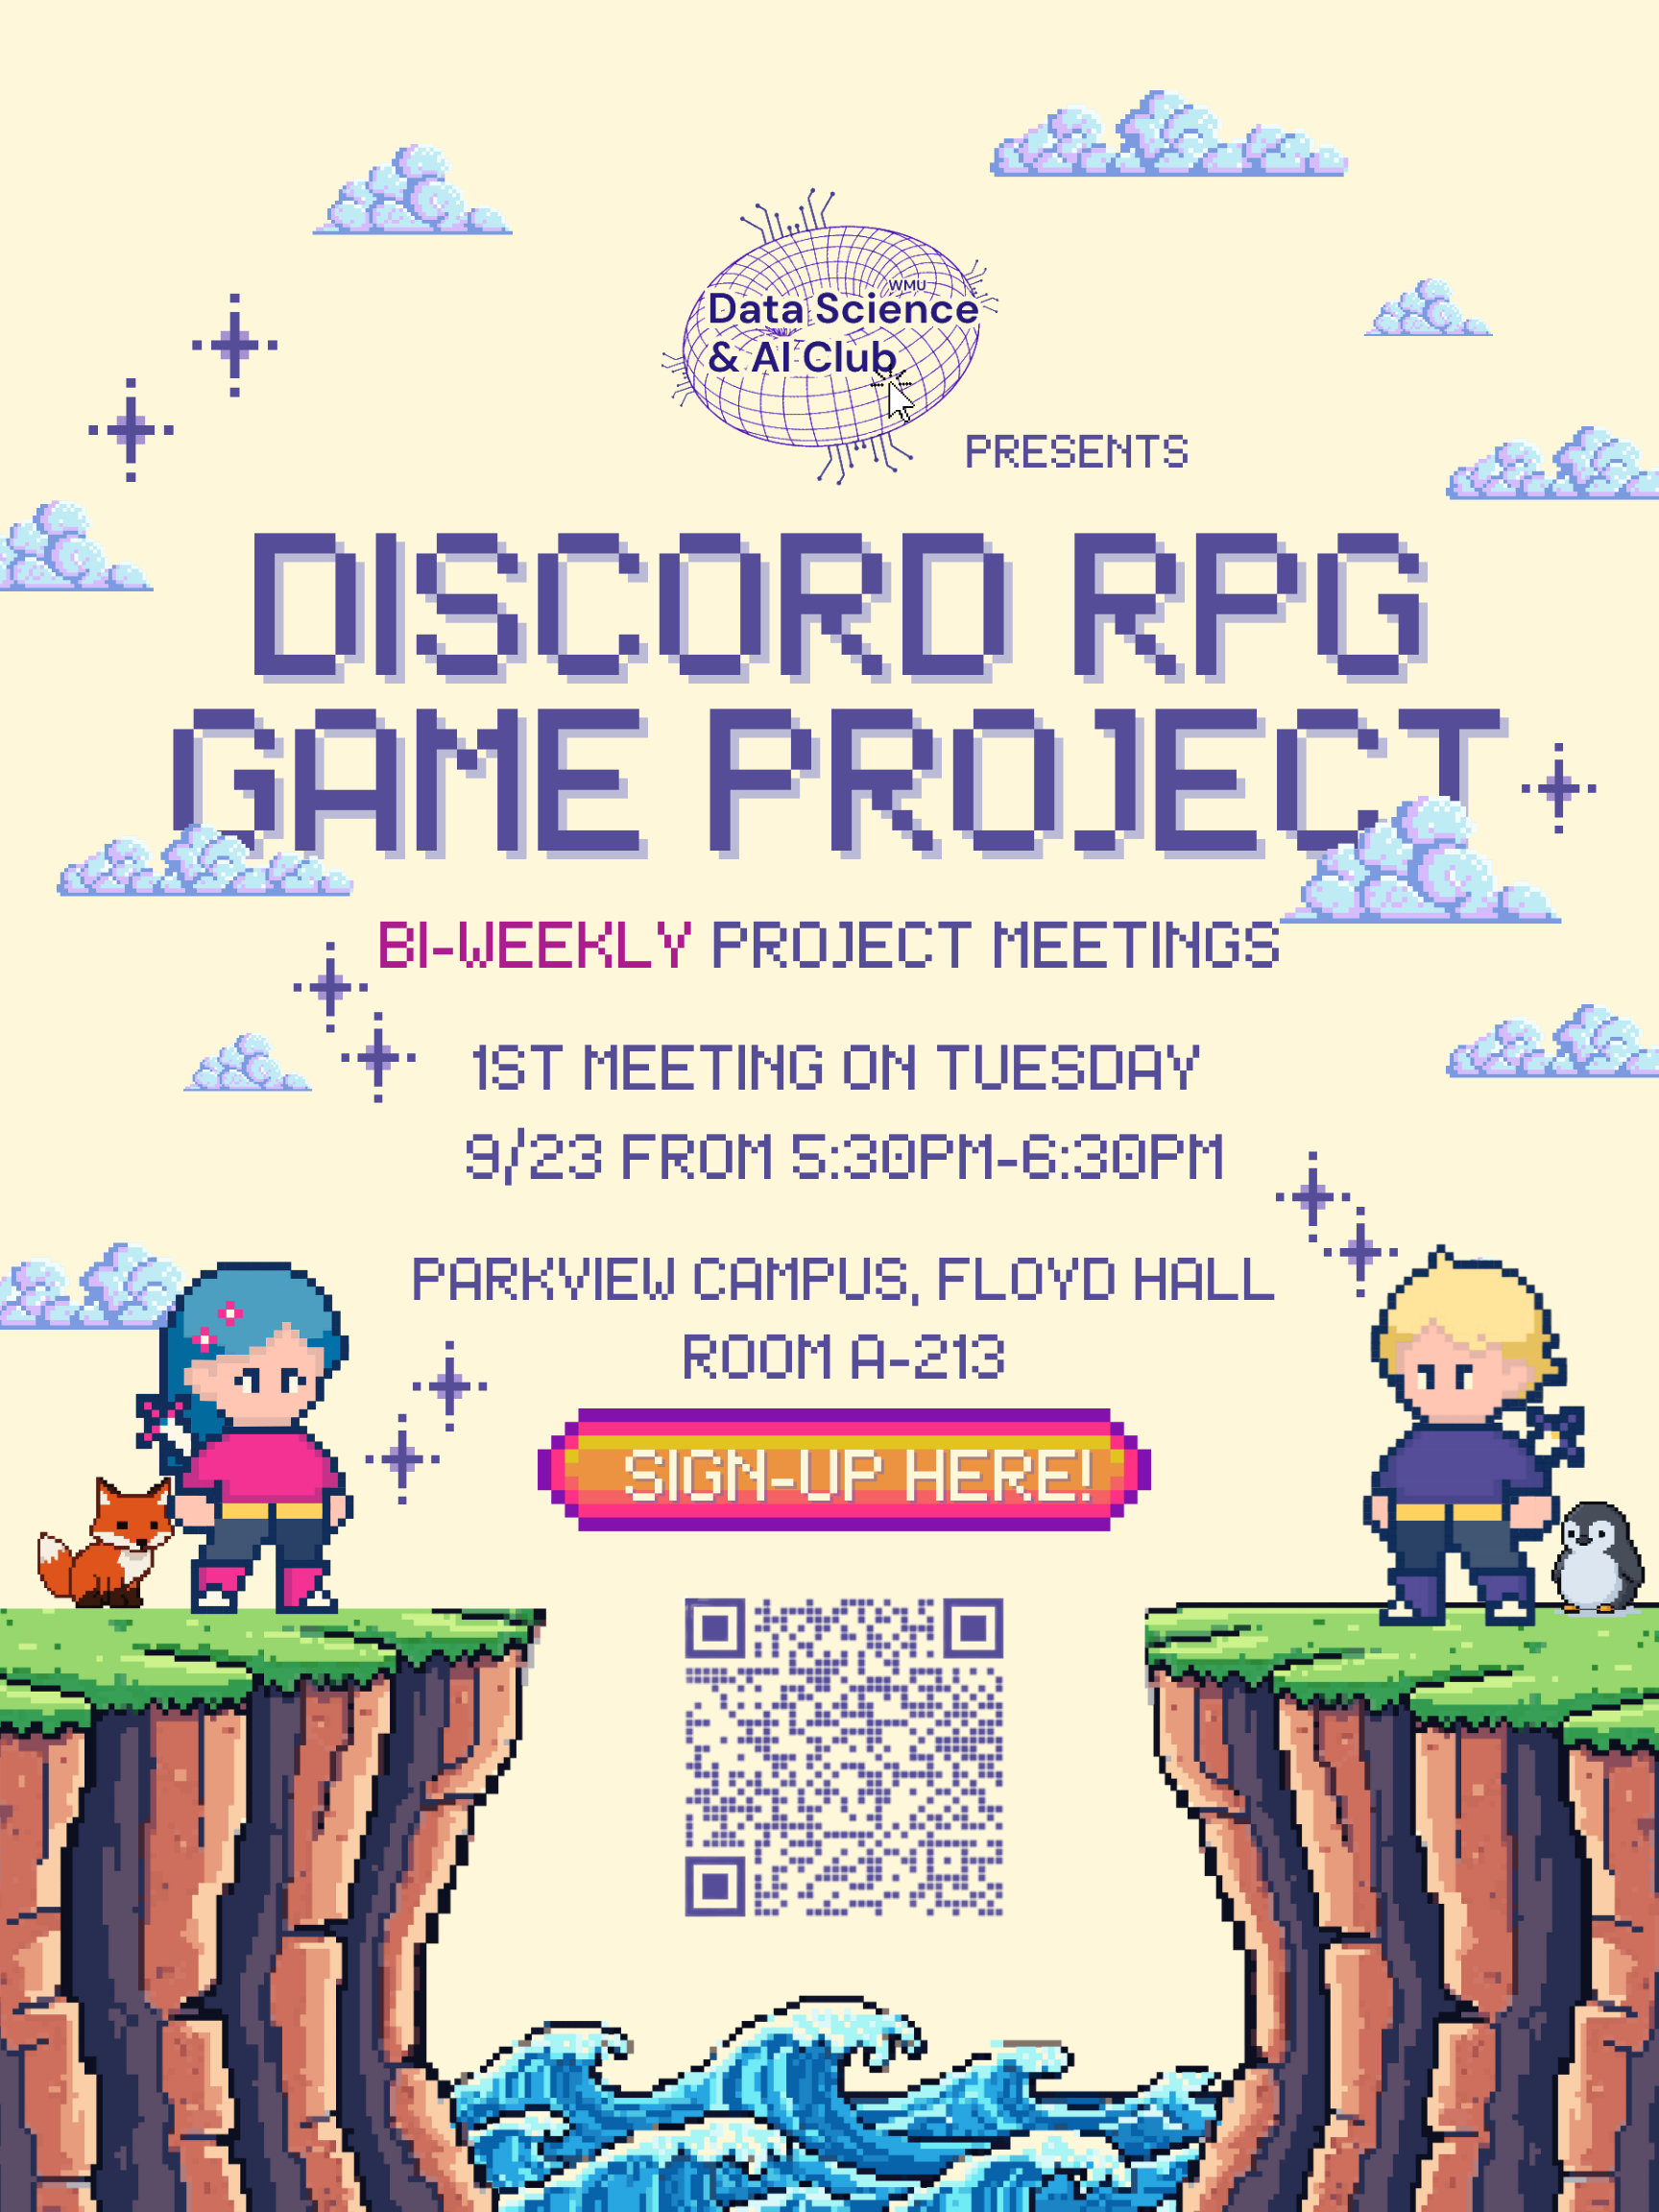 WMU
Data Science
& AI Club
PRESENTS
DISCORD RPG
GAME PROJECT
BI-WEEKLY PROJECT MEETINGS
1ST MEETING ON TUESDAY
9/23 FROM 5:30PM-6:30PM
PARKVIEW CAMPUS, FLOYD HALL
ROOM A-213
SIGN-UP HERE!